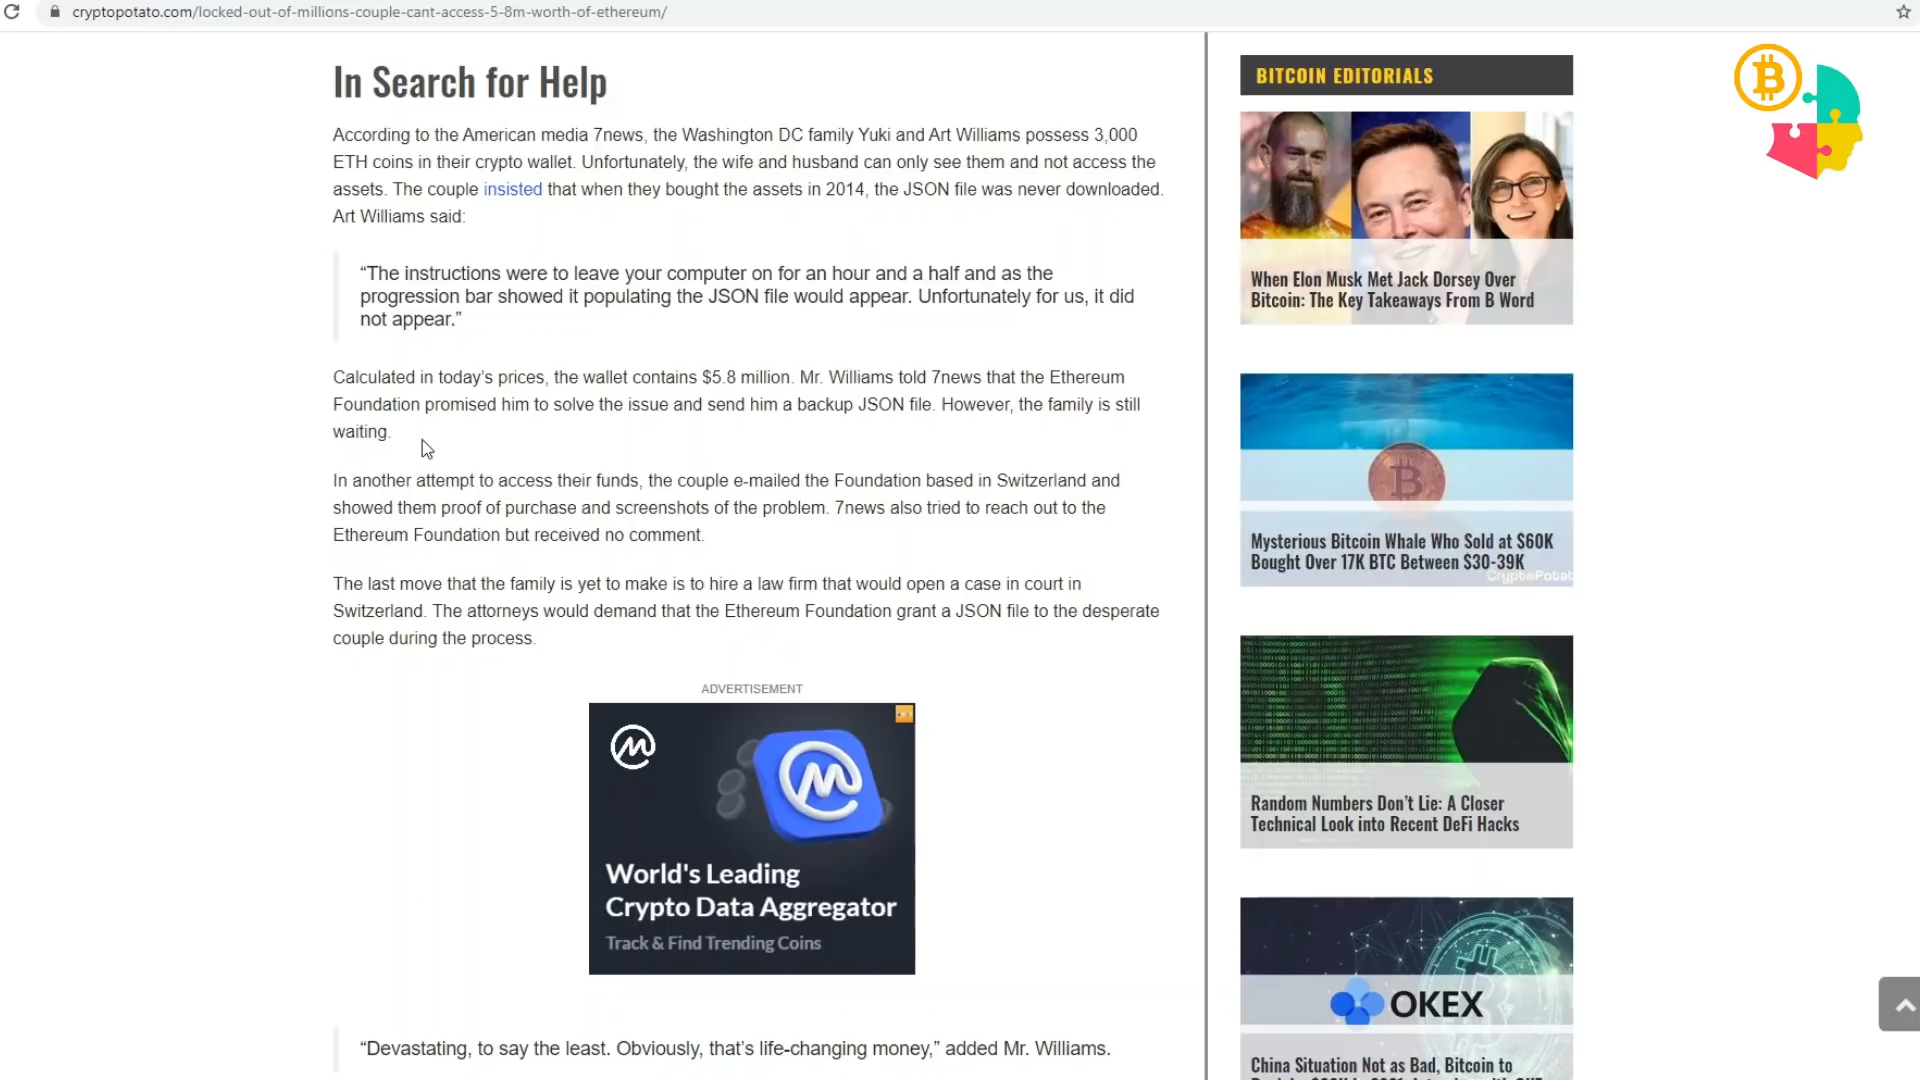 cryptopotato.com/locked-out-of-millions-couple-cant-access-5-8m-worth-of-ethereum/
In Search for Help
According to the American media 7news, the Washington DC family Yuki and Art Williams possess 3,000
ETH coins in their crypto wallet. Unfortunately, the wife and husband can only see them and not access the
assets. The couple insisted that when they bought the assets in 2014, the JSON file was never downloaded.
Art Williams said:
“The instructions were to leave your computer on for an hour and a half and as the
progression bar showed it populating the JSON file would appear. Unfortunately for us, it did
not appear.”
Calculated in today’s prices, the wallet contains $5.8 million. Mr. Williams told 7news that the Ethereum
Foundation promised him to solve the issue and send him a backup JSON file. However, the family is still
waiting.
In another attempt to access their funds, the couple e-mailed the Foundation based in Switzerland and
showed them proof of purchase and screenshots of the problem. 7news also tried to reach out to the
Ethereum Foundation but received no comment.
The last move that the family is yet to make is to hire a law firm that would open a case in court in
Switzerland. The attorneys would demand that the Ethereum Foundation grant a JSON file to the desperate
couple during the process.
ADVERTISEMENT
World's Leading
Crypto Data Aggregator
Track & Find Trending Coins
“Devastating, to say the least. Obviously, that’s life-changing money,” added Mr. Williams.
BITCOIN EDITORIALS
When Elon Musk Met Jack Dorsey Over
Bitcoin: The Key Takeaways From B Word
Mysterious Bitcoin Whale Who Sold at $60K
Bought Over 17K BTC Between $30-39K
Random Numbers Don’t Lie: A Closer
Technical Look into Recent DeFi Hacks
OKEX
China Situation Not as Bad, Bitcoin to